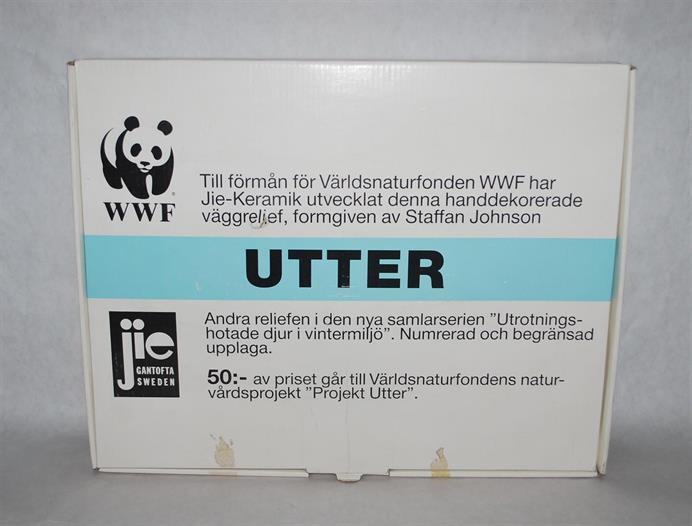 WWF
Till förmån för Världsnaturfonden WWF har
Jie-Keramik utvecklat denna handdekorerade
väggrelief, formgiven av Staffan Johnson
UTTER
jie
GANTOFTA
SWEDEN
Andra reliefen i den nya samlarserien ”Utrotnings-
hotade djur i vintermiljö”. Numrerad och begränsad
upplaga.
50:- av priset går till Världsnaturfondens natur-
vårdsprojekt ”Projekt Utter”.